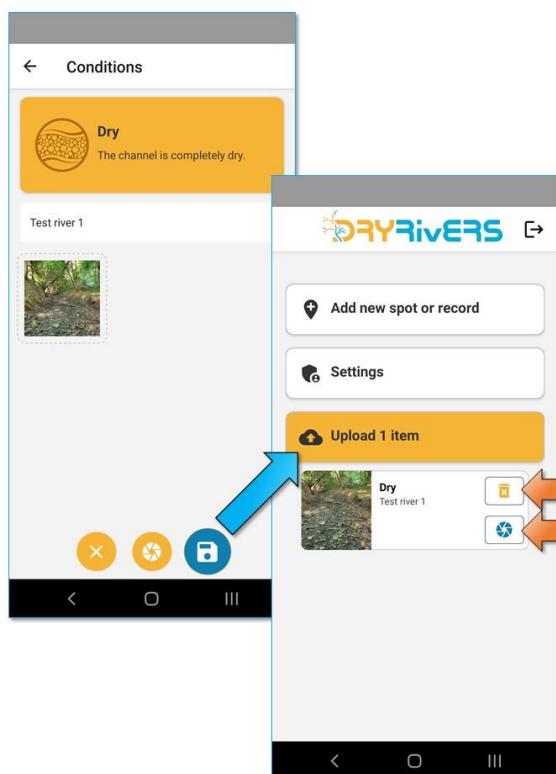 Conditions
Dry
The channel is completely dry.
Test river 1
DRYRivERS
Add new spot or record
Settings
Upload 1 item
Dry
Test river 1